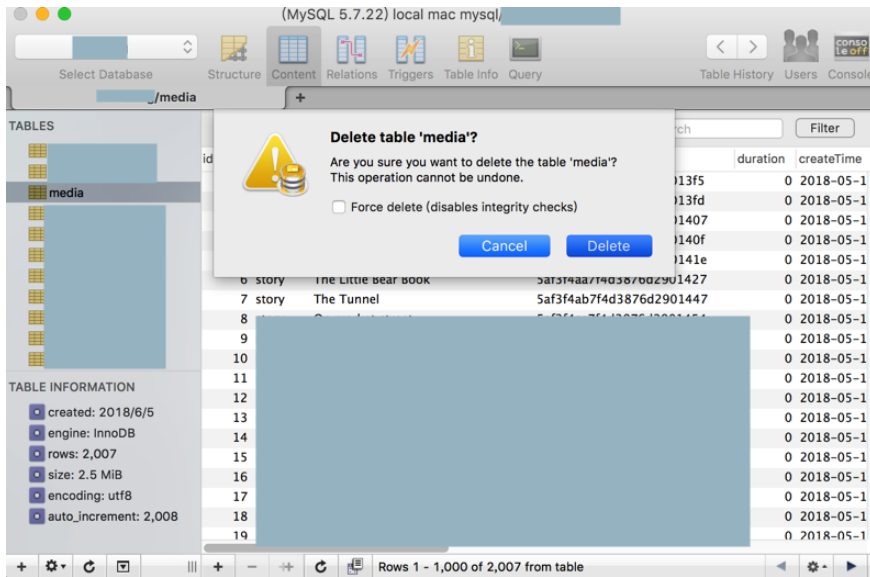 (MySQL 5.7.22) local mac mysql/
Select Database
Structure
Content
Relations
Triggers
Table Info
Query
Table History
Users
Console
conso
le off
/media
+
TABLES
media
Filter
id
duration
createTime
Delete table 'media'?
Are you sure you want to delete the table 'media'?
This operation cannot be undone.
Force delete (disables integrity checks)
Cancel
Delete
0 2018-05-1
0 2018-05-1
1407 0 2018-05-1
0 2018-05-1
0 2018-05-1
6 story The Little Bear Book 5af3f4aa7f4d3876d2901427 0 2018-05-1
7 story The Tunnel 5af3f4ab7f4d3876d2901447 0 2018-05-1
8 0 2018-05-1
9 0 2018-05-1
10 0 2018-05-1
11 0 2018-05-1
12 0 2018-05-1
13 0 2018-05-1
14 0 2018-05-1
15 0 2018-05-1
16 0 2018-05-1
17 0 2018-05-1
18 0 2018-05-1
19 0 2018-05-1
TABLE INFORMATION
created: 2018/6/5
engine: InnoDB
rows: 2,007
size: 2.5 MiB
encoding: utf8
auto_increment: 2,008
Rows 1 - 1,000 of 2,007 from table